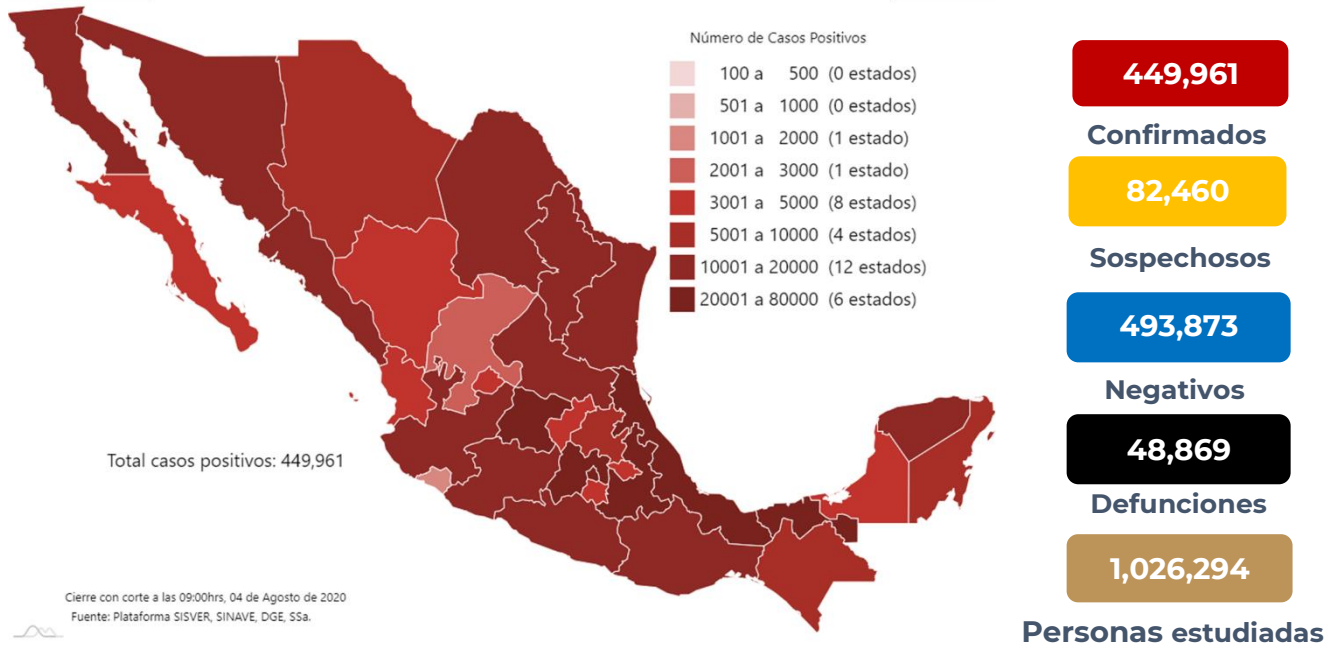 Número de Casos Positivos
100 a 500 (0 estados)
501 a 1000 (0 estados)
1001 a 2000 (1 estado)
2001 a 3000 (1 estado)
3001 a 5000 (8 estados)
5001 a 10000 (4 estados)
10001 a 20000 (12 estados)
20001 a 80000 (6 estados)
Total casos positivos: 449,961
Cierre con corte a las 09:00hrs, 04 de Agosto de 2020
Fuente: Plataforma SISVER, SINAVE, DGE, SSa.
449,961
Confirmados
82,460
Sospechosos
493,873
Negativos
48,869
Defunciones
1,026,294
Personas estudiadas